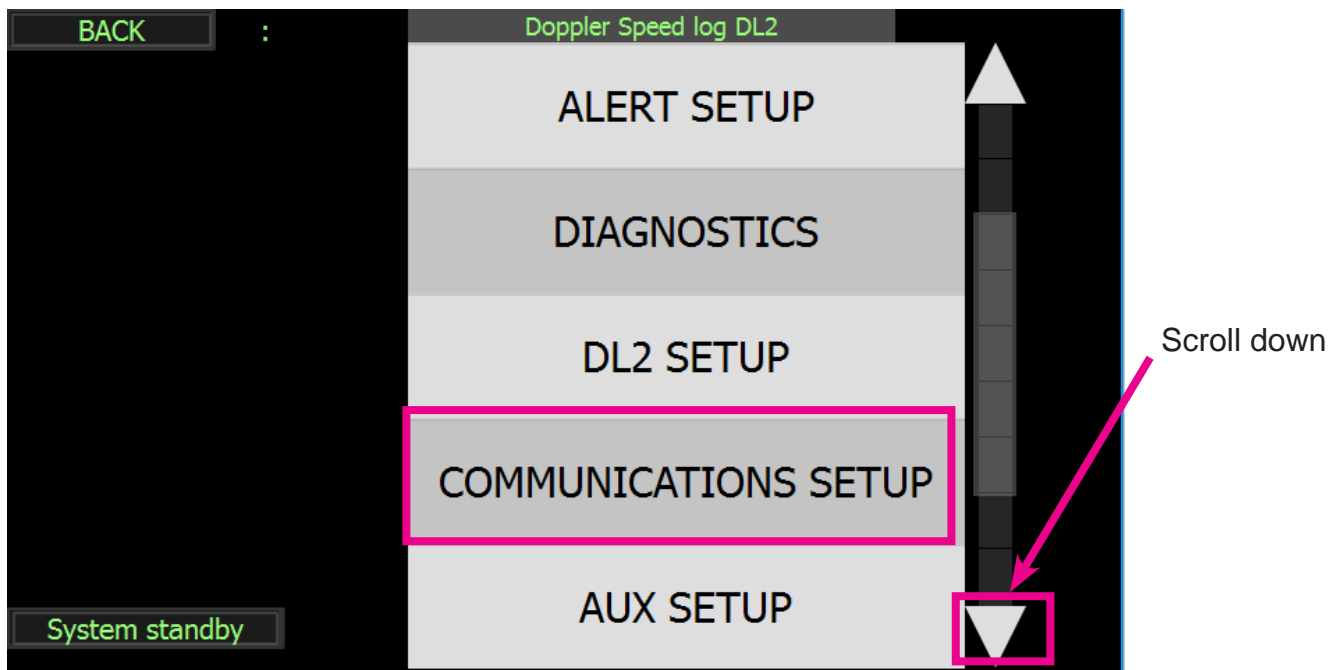 BACK : Doppler Speed log DL2
ALERT SETUP
DIAGNOSTICS
DL2 SETUP
Scroll down
COMMUNICATIONS SETUP
AUX SETUP
System standby